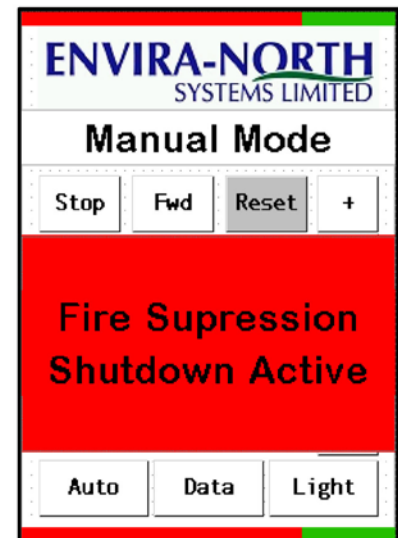 ENVIRA-NORTH
SYSTEMS LIMITED
Manual Mode
Stop Fwd Reset +
Fire Supression
Shutdown Active
Auto Data Light